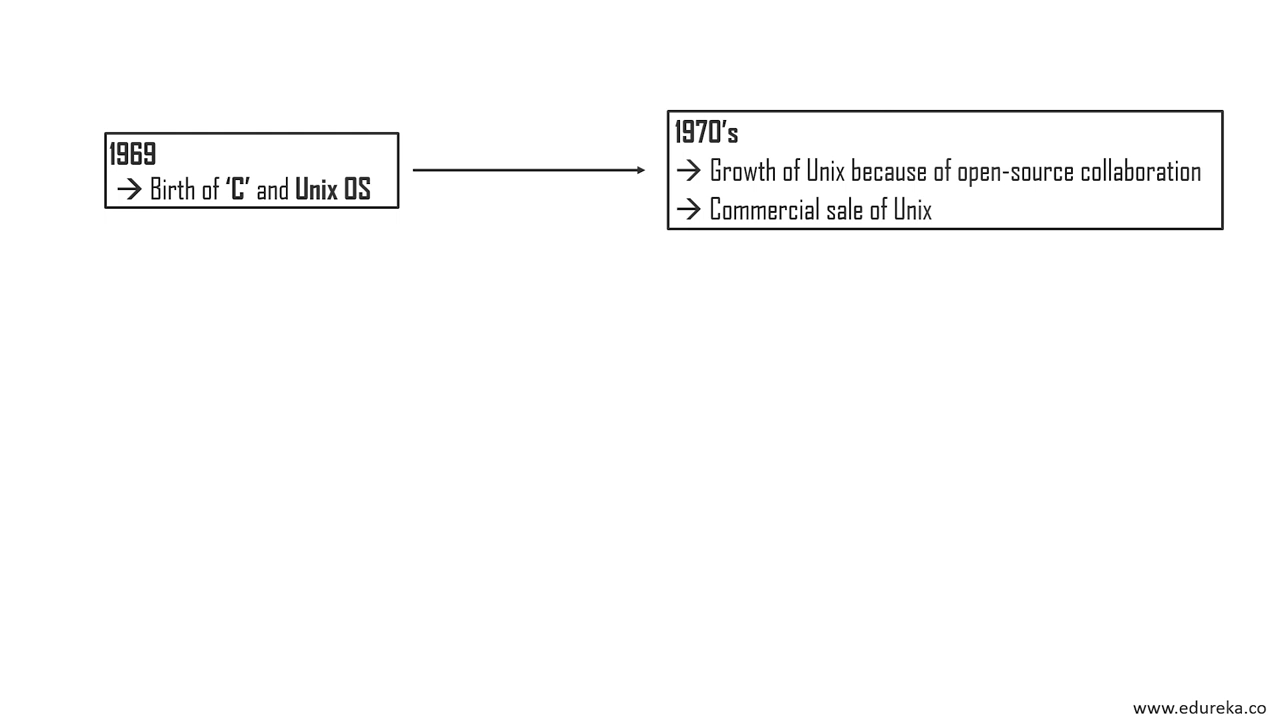 1969
→ Birth of ‘C’ and Unix OS
1970’s
→ Growth of Unix because of open-source collaboration
→ Commercial sale of Unix
www.edureka.co